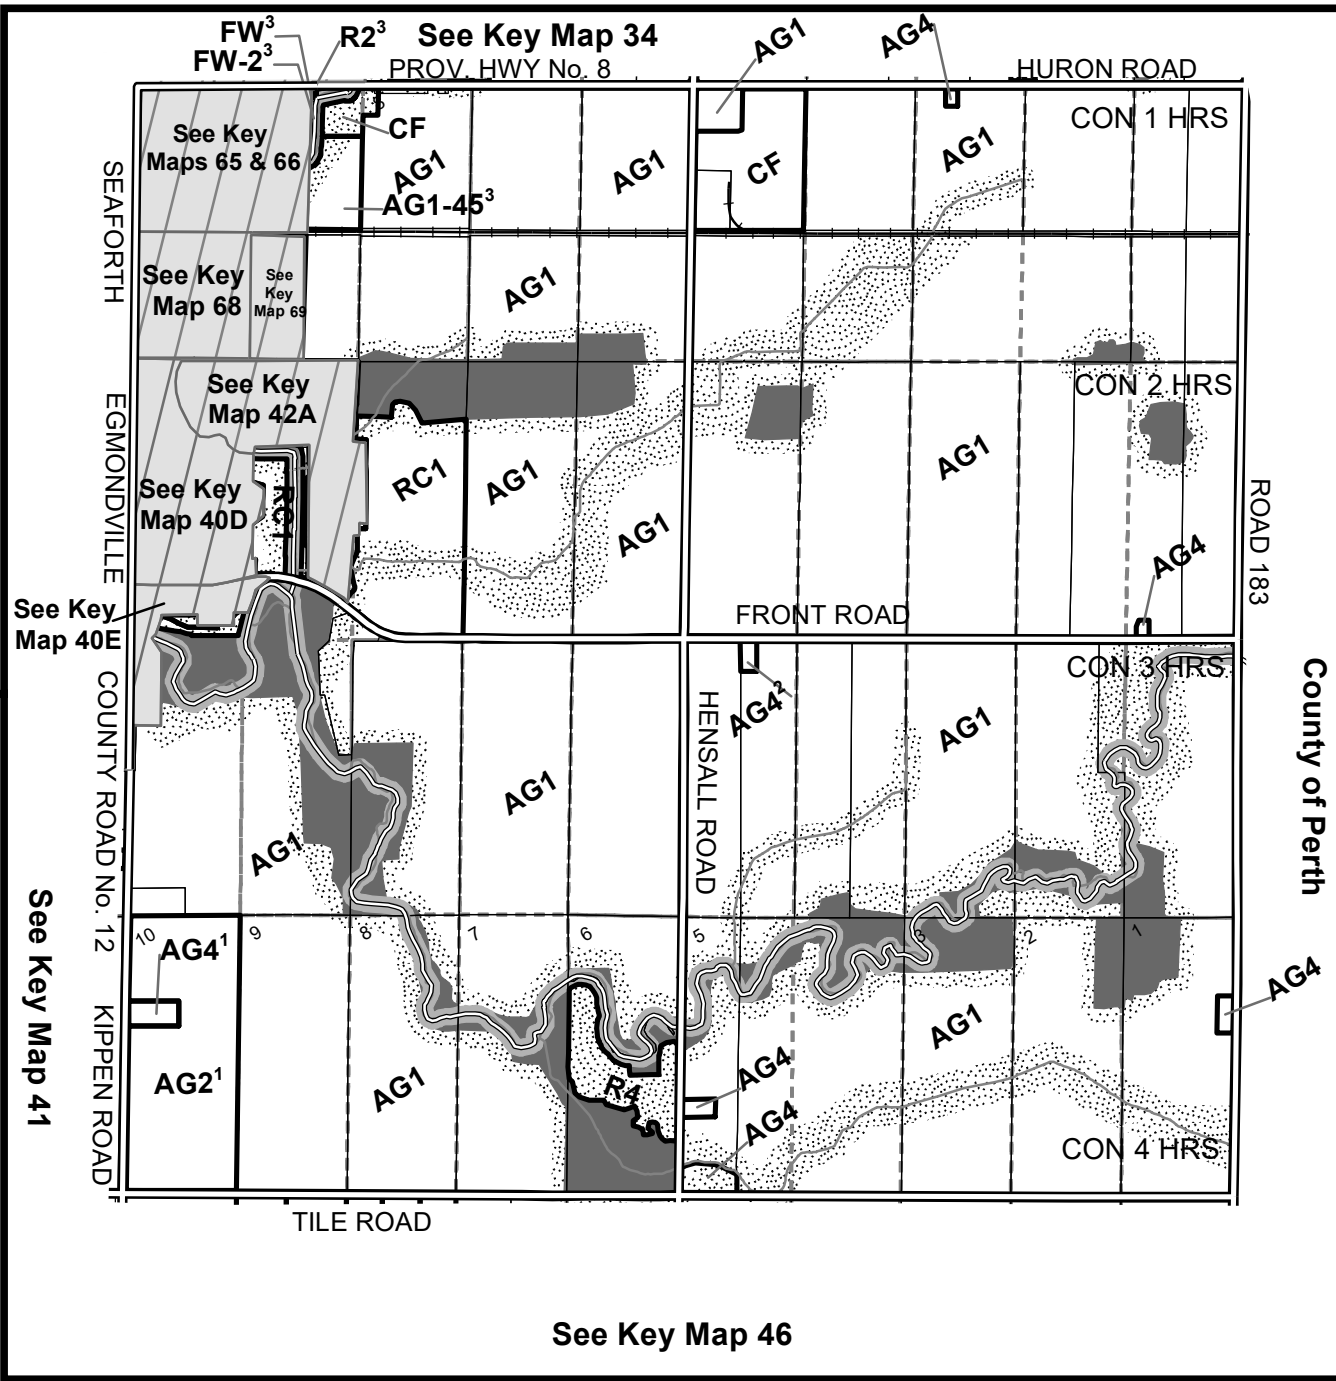 FW3
FW-23
R23
See Key Map 34
PROV. HWY No. 8
AG1
AG4
HURON ROAD
CON 1 HRS
See Key
Maps 65 & 66
CF
AG1
AG1
CF
AG1
AG1-453
SEAFORTH
See Key
Map 68
See
Key
Map 69
AG1
See Key
Map 42A
CON 2 HRS
EGMONDVILLE
See Key
Map 40D
RC1
RC1
AG1
AG1
AG1
AG4
ROAD 183
See Key
Map 40E
FRONT ROAD
CON 3 HRS
COUNTY ROAD No. 12
HENSALL ROAD
AG42
AG1
County of Perth
AG1
AG1
See Key Map 41
10
9
8
7
6
5
3
2
1
AG41
AG4
KIPPEN ROAD
AG21
AG1
R4
AG4
AG4
AG1
CON 4 HRS
TILE ROAD
See Key Map 46